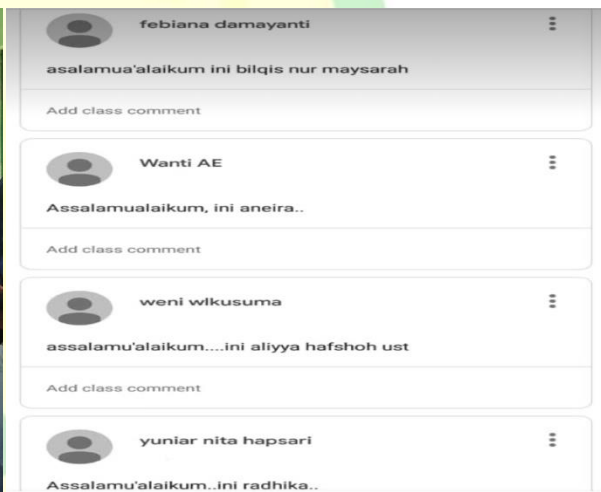 febiana damayanti
asalamua'alaikum ini bilqis nur maysarah
Add class comment
Wanti AE
Assalamualaikum, ini aneira..
Add class comment
weni wlkusuma
assalamu'alaikum....ini aliyya hafshoh ust
Add class comment
yuniar nita hapsari
Assalamu'alaikum..ini radhika..